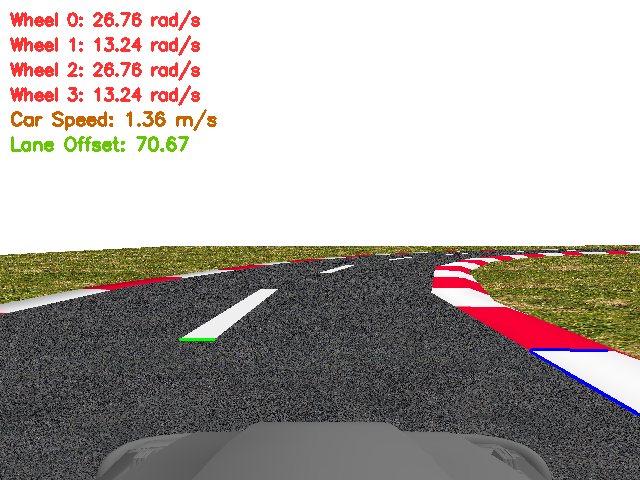 Wheel 0: 26.76 rad/s
Wheel 1: 13.24 rad/s
Wheel 2: 26.76 rad/s
Wheel 3: 13.24 rad/s
Car Speed: 1.36 m/s
Lane Offset: 70.67